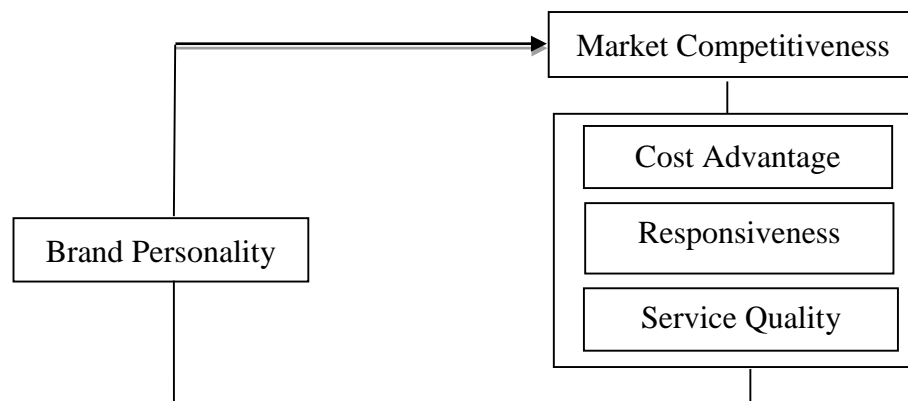 Market Competitiveness
Cost Advantage
Responsiveness
Brand Personality
Service Quality